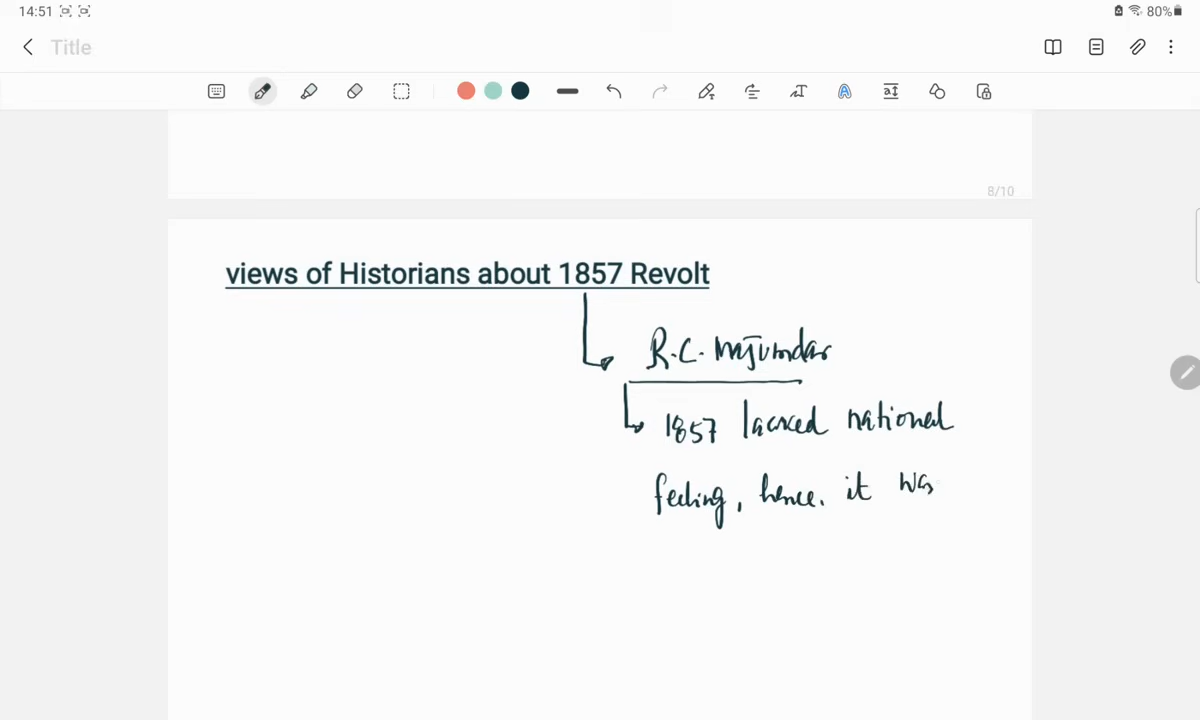 14:51 80%
Title
8/10
views of Historians about 1857 Revolt
R.C. Majumdar
1857 lacked national
feeling, hence. it was